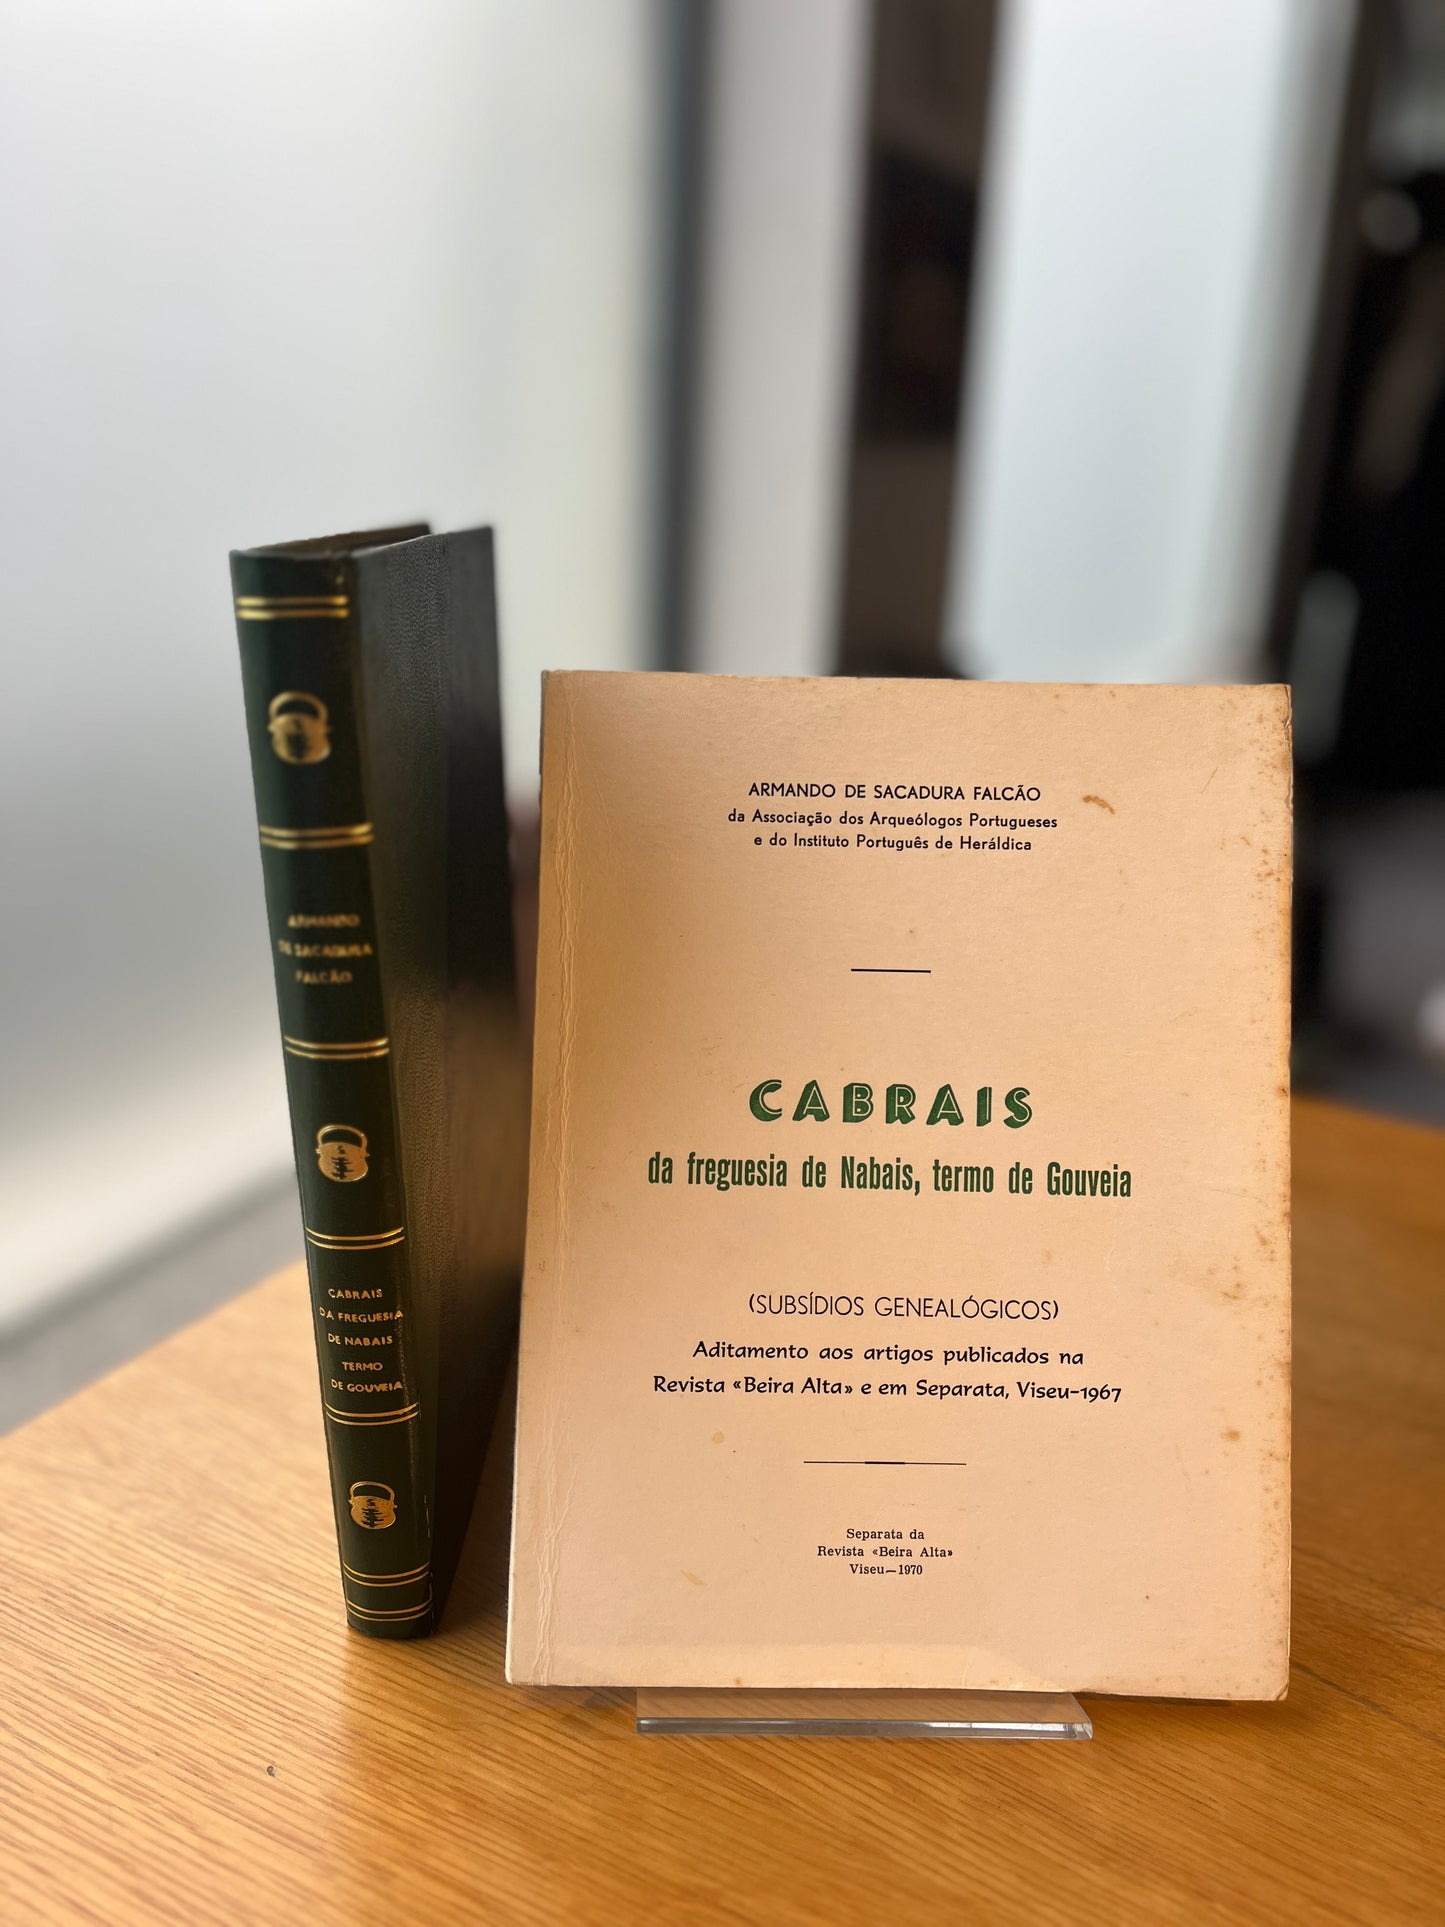 ARMANDO
DE SACADURA
FALCÃO
CABRAIS
DA FREGUESIA
DE NABAIS
TERMO
DE GOUVEIA
ARMANDO DE SACADURA FALCÃO
da Associação dos Arqueólogos Portugueses
e do Instituto Português de Heráldica
CABRAIS
da freguesia de Nabais, termo de Gouveia
(SUBSÍDIOS GENEALÓGICOS)
Aditamento aos artigos publicados na
Revista «Beira Alta» e em Separata, Viseu-1967
Separata da
Revista «Beira Alta»
Viseu—1970